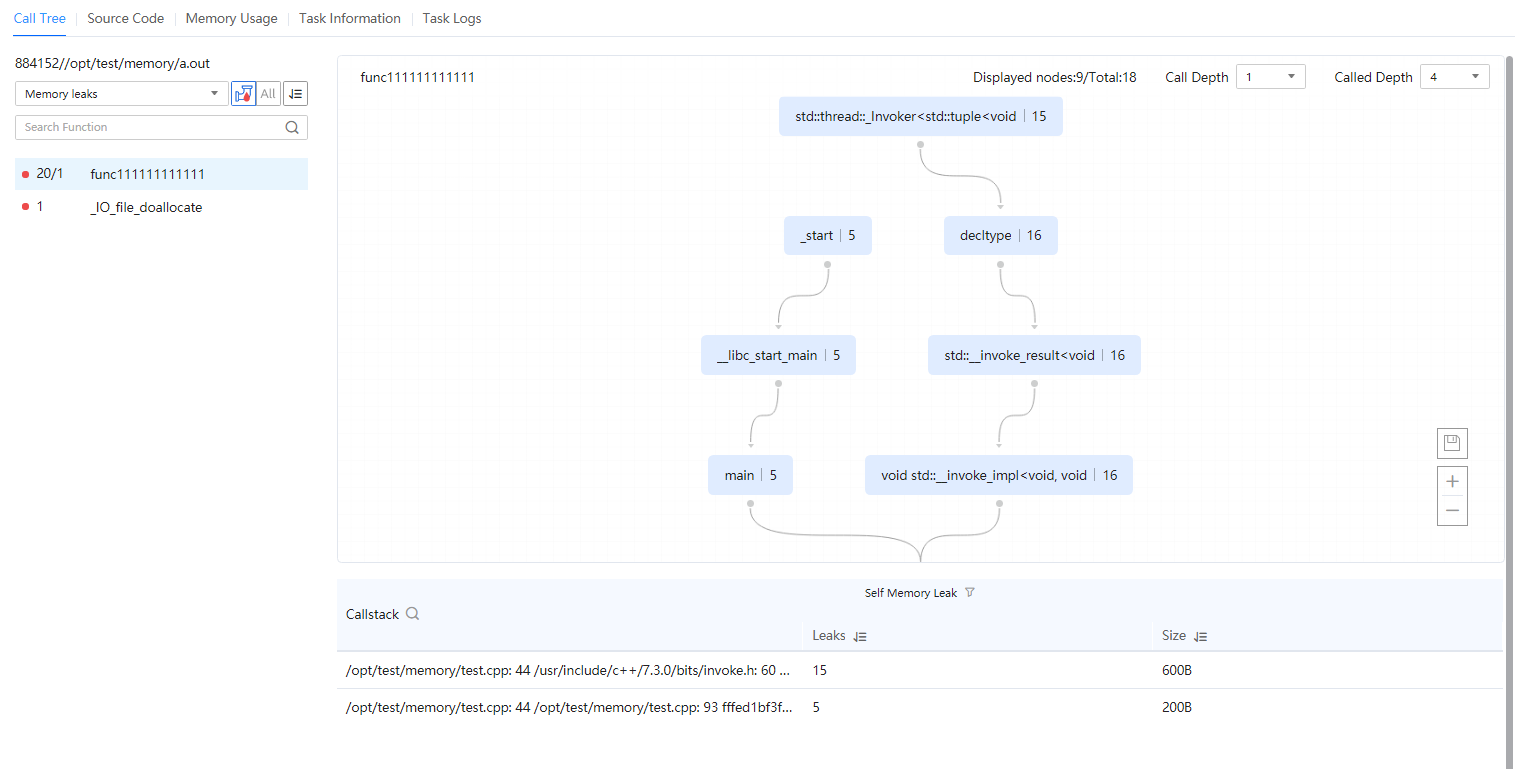 Call Tree Source Code Memory Usage Task Information Task Logs
884152//opt/test/memory/a.out
Memory leaks All
Search Function
20/1 func111111111111
1 _IO_file_doallocate
func111111111111 Displayed nodes:9/Total:18 Call Depth 1 Called Depth 4
std::thread::_Invoker<std::tuple<void 15
_start 5 decltype 16
__libc_start_main 5 std::__invoke_result<void 16
main 5 void std::__invoke_impl<void, void 16
Self Memory Leak
Callstack
Leaks Size
/opt/test/memory/test.cpp: 44 /usr/include/c++/7.3.0/bits/invoke.h: 60 ... 15 600B
/opt/test/memory/test.cpp: 44 /opt/test/memory/test.cpp: 93 fffed1bf3f... 5 200B